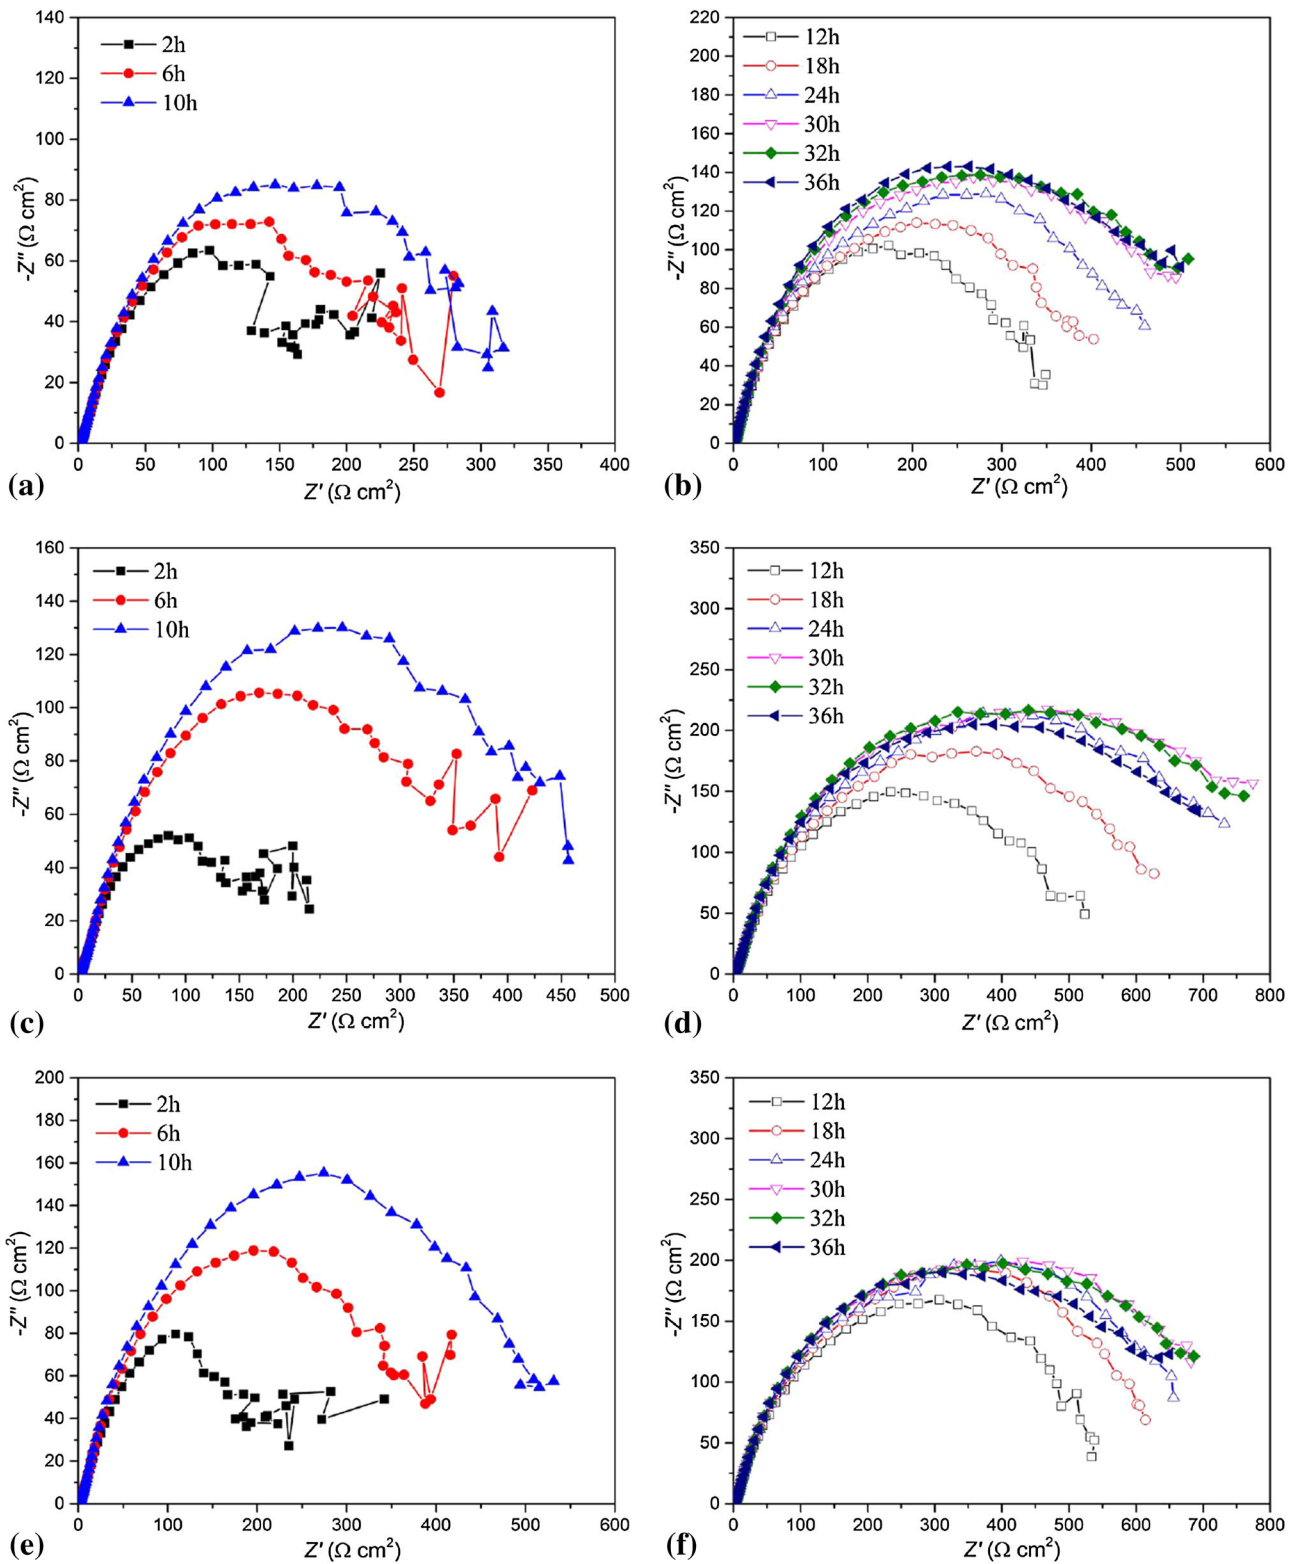 140
120
100
80
60
40
20
0
-Z" (Ω cm²)
2h
6h
10h
0 50 100 150 200 250 300 350 400
(a)
Z' (Ω cm²)
220
200
180
160
140
120
100
80
60
40
20
0
-Z" (Ω cm²)
12h
18h
24h
30h
32h
36h
0 100 200 300 400 500 600
(b)
Z' (Ω cm²)
160
140
120
100
80
60
40
20
0
-Z" (Ω cm²)
2h
6h
10h
0 50 100 150 200 250 300 350 400 450 500
(c)
Z' (Ω cm²)
350
300
250
200
150
100
50
0
-Z" (Ω cm²)
12h
18h
24h
30h
32h
36h
0 100 200 300 400 500 600 700 800
(d)
Z' (Ω cm²)
200
180
160
140
120
100
80
60
40
20
0
-Z" (Ω cm²)
2h
6h
10h
0 100 200 300 400 500 600
(e)
Z' (Ω cm²)
350
300
250
200
150
100
50
0
-Z" (Ω cm²)
12h
18h
24h
30h
32h
36h
0 100 200 300 400 500 600 700 800
(f)
Z' (Ω cm²)